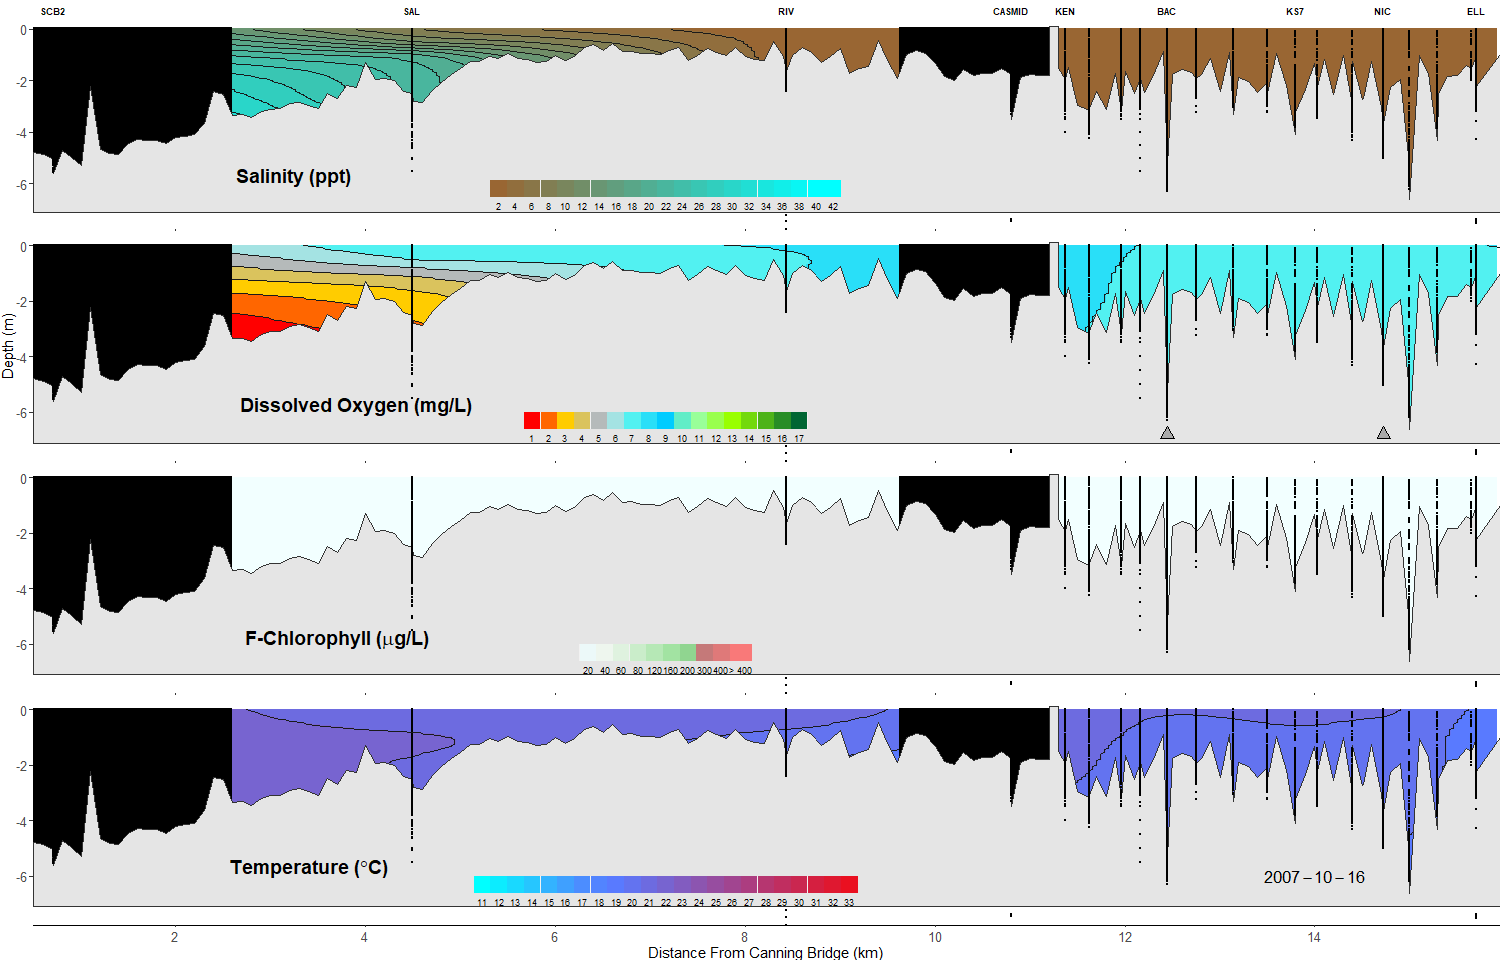 SCB2 SAL RIV CASMID KEN BAC KS7 NIC ELL
0
-2
-4
-6
Salinity (ppt)
2 4 6 8 10 12 14 16 18 20 22 24 26 28 30 32 34 36 38 40 42
0
-2
-4
-6
Depth (m)
Dissolved Oxygen (mg/L)
1 2 3 4 5 6 7 8 9 10 11 12 13 14 15 16 17
0
-2
-4
-6
F-Chlorophyll (μg/L)
20 40 60 80 120 160 200 300 400 > 400
0
-2
-4
-6
Temperature (°C)
11 12 13 14 15 16 17 18 19 20 21 22 23 24 25 26 27 28 29 30 31 32 33
2007 – 10 – 16
2 4 6 8 10 12 14
Distance From Canning Bridge (km)